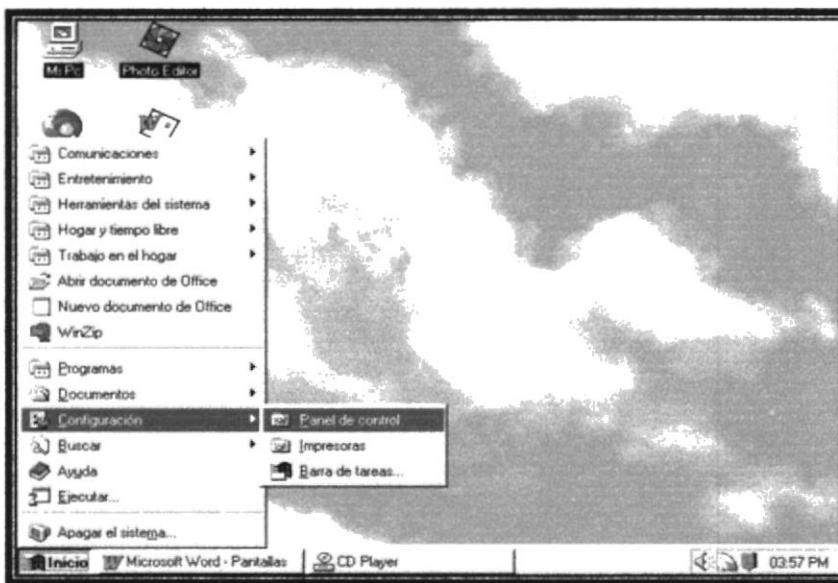 Mi Pc
Photo Editor
Comunicaciones
Entretenimiento
Herramientas del sistema
Hogar y tiempo libre
Trabajo en el hogar
Abrir documento de Office
Nuevo documento de Office
WinZip
Programas
Documentos
Configuración
Panel de control
Buscar
Impresoras
Ayuda
Barra de tareas...
Ejecutar...
Apagar el sistema...
Inicio
Microsoft Word - Pantallas
CD Player
03:57 PM